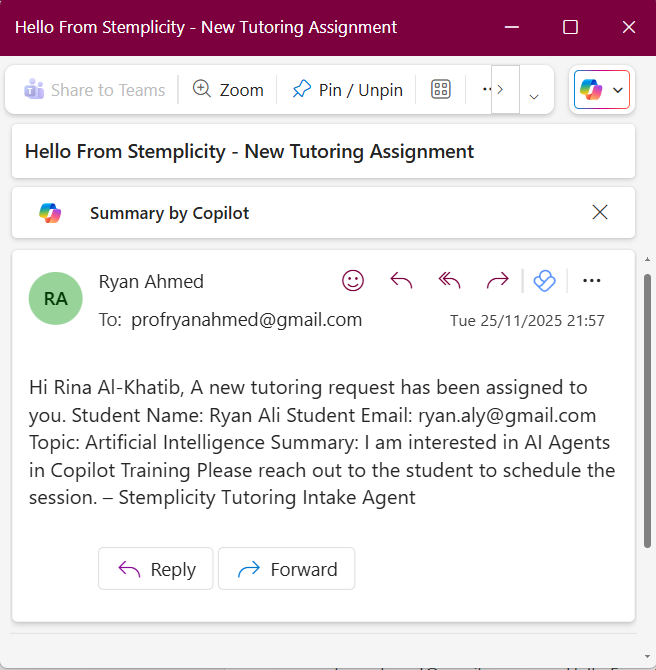 Hello From Stemplicity - New Tutoring Assignment
Share to Teams
Zoom
Pin / Unpin
Hello From Stemplicity - New Tutoring Assignment
Summary by Copilot
RA
Ryan Ahmed
To: profryanahmed@gmail.com
Tue 25/11/2025 21:57
Hi Rina Al-Khatib, A new tutoring request has been assigned to
you. Student Name: Ryan Ali Student Email: ryan.aly@gmail.com
Topic: Artificial Intelligence Summary: I am interested in AI Agents
in Copilot Training Please reach out to the student to schedule the
session. – Stemplicity Tutoring Intake Agent
Reply
Forward